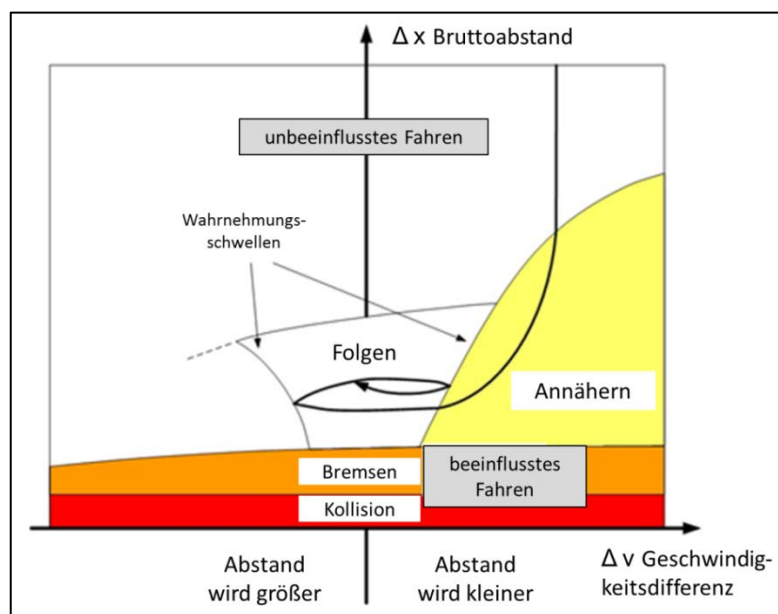 Δ x Bruttoabstand
unbeeinflusstes Fahren
Wahrnehmungs-
schwellen
Folgen
Annähern
Bremsen
beeinflusstes
Fahren
Kollision
Abstand
wird größer
Abstand
wird kleiner
Δ v Geschwindig-
keitsdifferenz